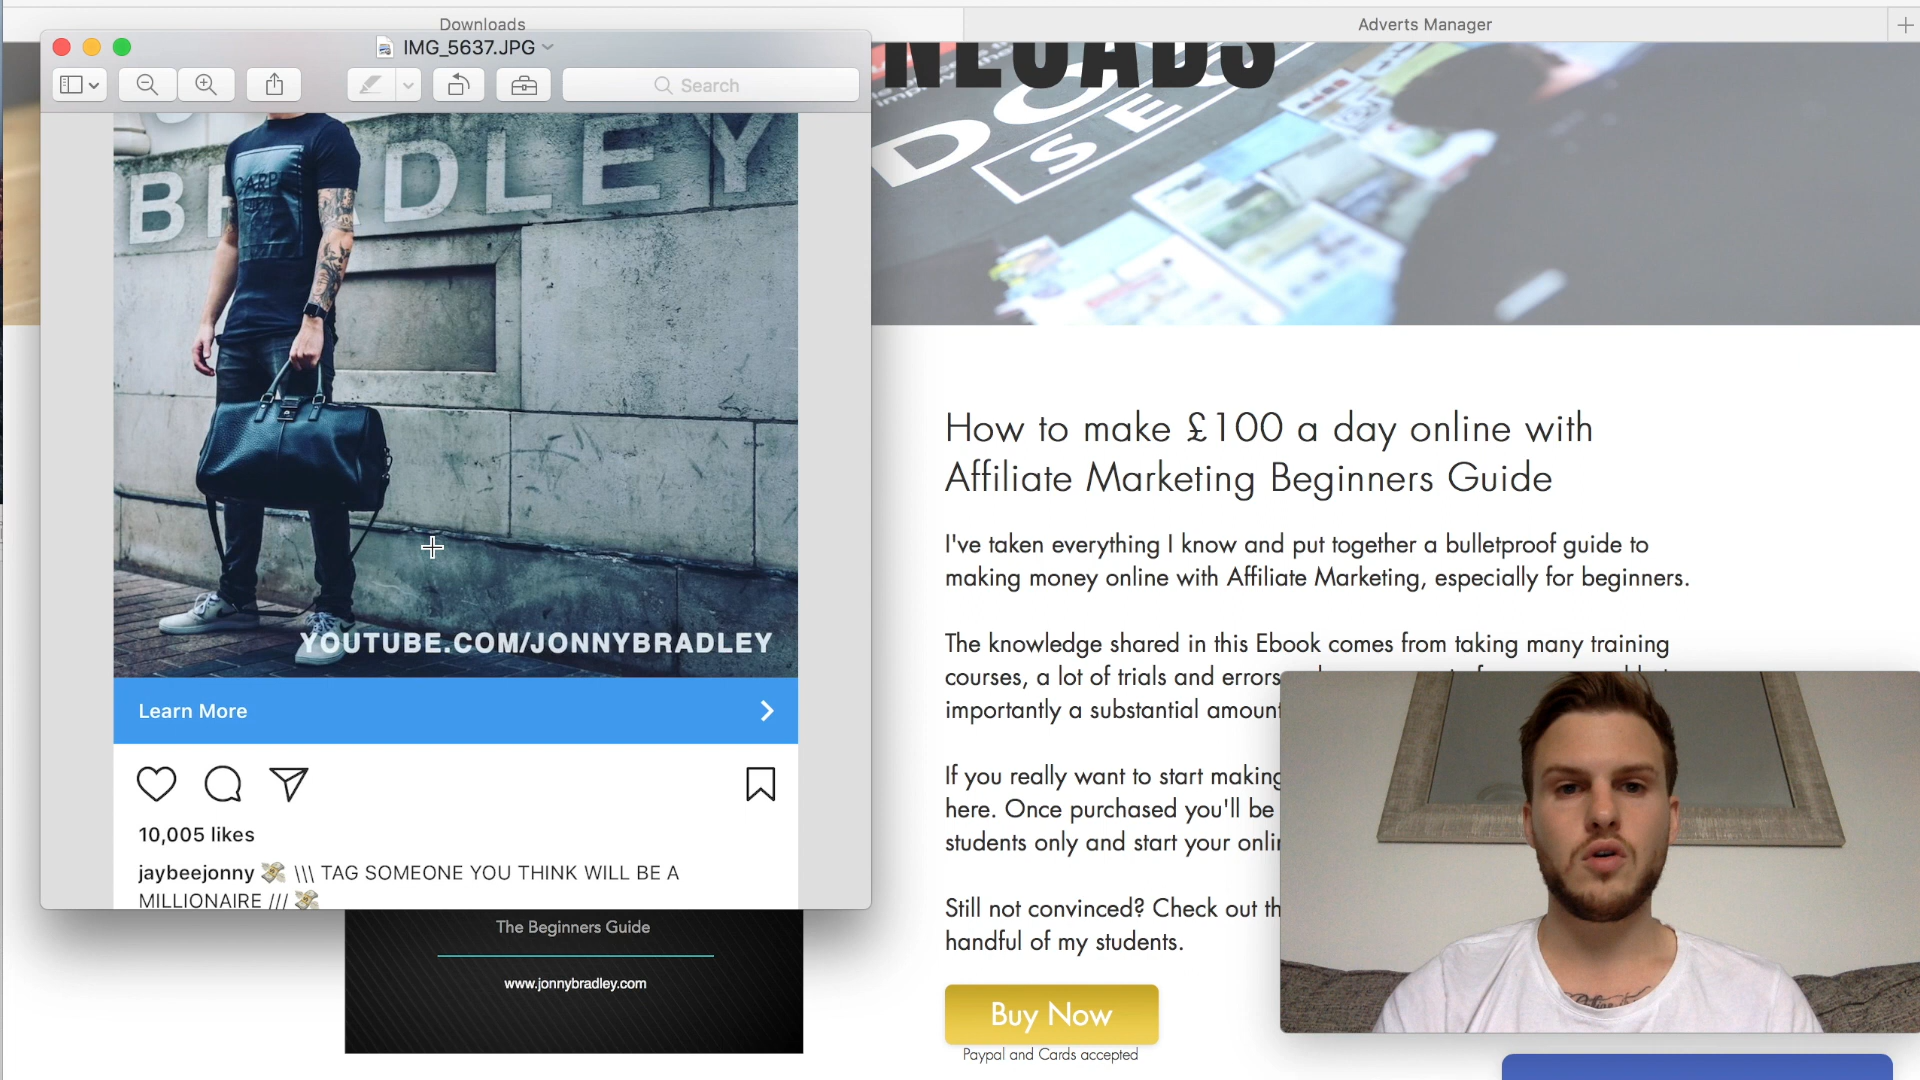 Downloads
Adverts Manager
IMG_5637.JPG
Search
BRADLEY
YOUTUBE.COM/JONNYBRADLEY
Learn More
10,005 likes
jaybeejonny 💸 \\\ TAG SOMEONE YOU THINK WILL BE A
MILLIONAIRE /// 💸
The Beginners Guide
www.jonnybradley.com
How to make £100 a day online with
Affiliate Marketing Beginners Guide
I've taken everything I know and put together a bulletproof guide to
making money online with Affiliate Marketing, especially for beginners.
The knowledge shared in this Ebook comes from taking many training
courses, a lot of trials and errors
importantly a substantial amount
If you really want to start making
here. Once purchased you'll be
students only and start your
Still not convinced? Check out
handful of my students.
Buy Now
Paypal and Cards accepted